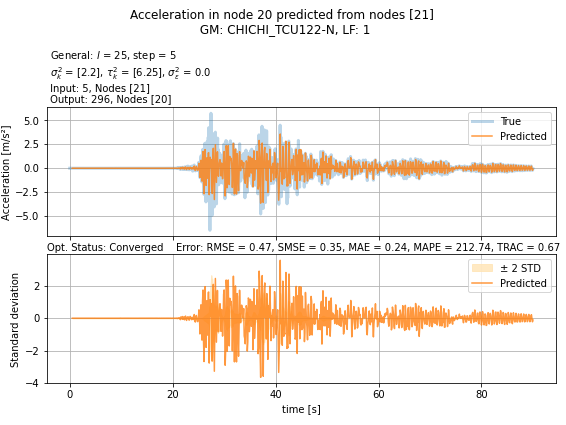 Acceleration in node 20 predicted from nodes [21]
GM: CHICHI_TCU122-N, LF: 1
General: l = 25, step = 5
σ²ₖ = [2.2], τ²ₖ = [6.25], σ²ε = 0.0
Input: 5, Nodes [21]
Output: 296, Nodes [20]
Acceleration [m/s²]
5.0
2.5
0.0
−2.5
−5.0
True
Predicted
Opt. Status: Converged Error: RMSE = 0.47, SMSE = 0.35, MAE = 0.24, MAPE = 212.74, TRAC = 0.67
Standard deviation
2
0
−2
−4
± 2 STD
Predicted
0 20 40 60 80
time [s]